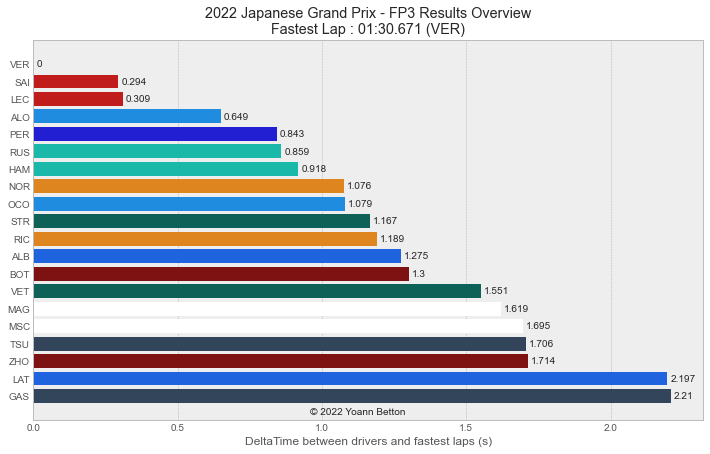 2022 Japanese Grand Prix - FP3 Results Overview
Fastest Lap : 01:30.671 (VER)
VER 0
SAI 0.294
LEC 0.309
ALO 0.649
PER 0.843
RUS 0.859
HAM 0.918
NOR 1.076
OCO 1.079
STR 1.167
RIC 1.189
ALB 1.275
BOT 1.3
VET 1.551
MAG 1.619
MSC 1.695
TSU 1.706
ZHO 1.714
LAT 2.197
GAS 2.21
© 2022 Yoann Betton
0.0 0.5 1.0 1.5 2.0
DeltaTime between drivers and fastest laps (s)